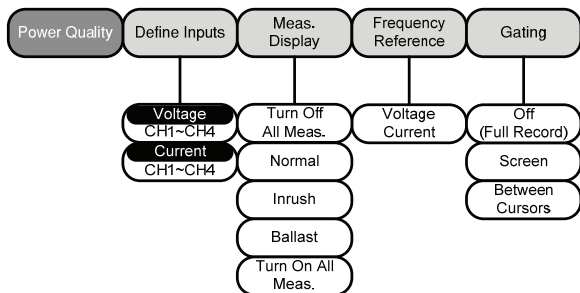 Power Quality
Define Inputs
Meas.
Display
Frequency
Reference
Gating
Voltage
CH1~CH4
Current
CH1~CH4
Turn Off
All Meas.
Normal
Inrush
Ballast
Turn On All
Meas.
Voltage
Current
Off
(Full Record)
Screen
Between
Cursors